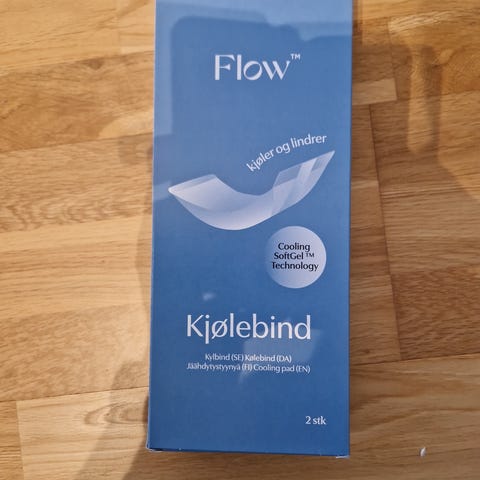 Flow™
kjøler og lindrer
Cooling
SoftGel™
Technology
Kjølebind
Kylbind (SE) Kølebind (DA)
Jäähdytystyynyä (FI) Cooling pad (EN)
2 stk